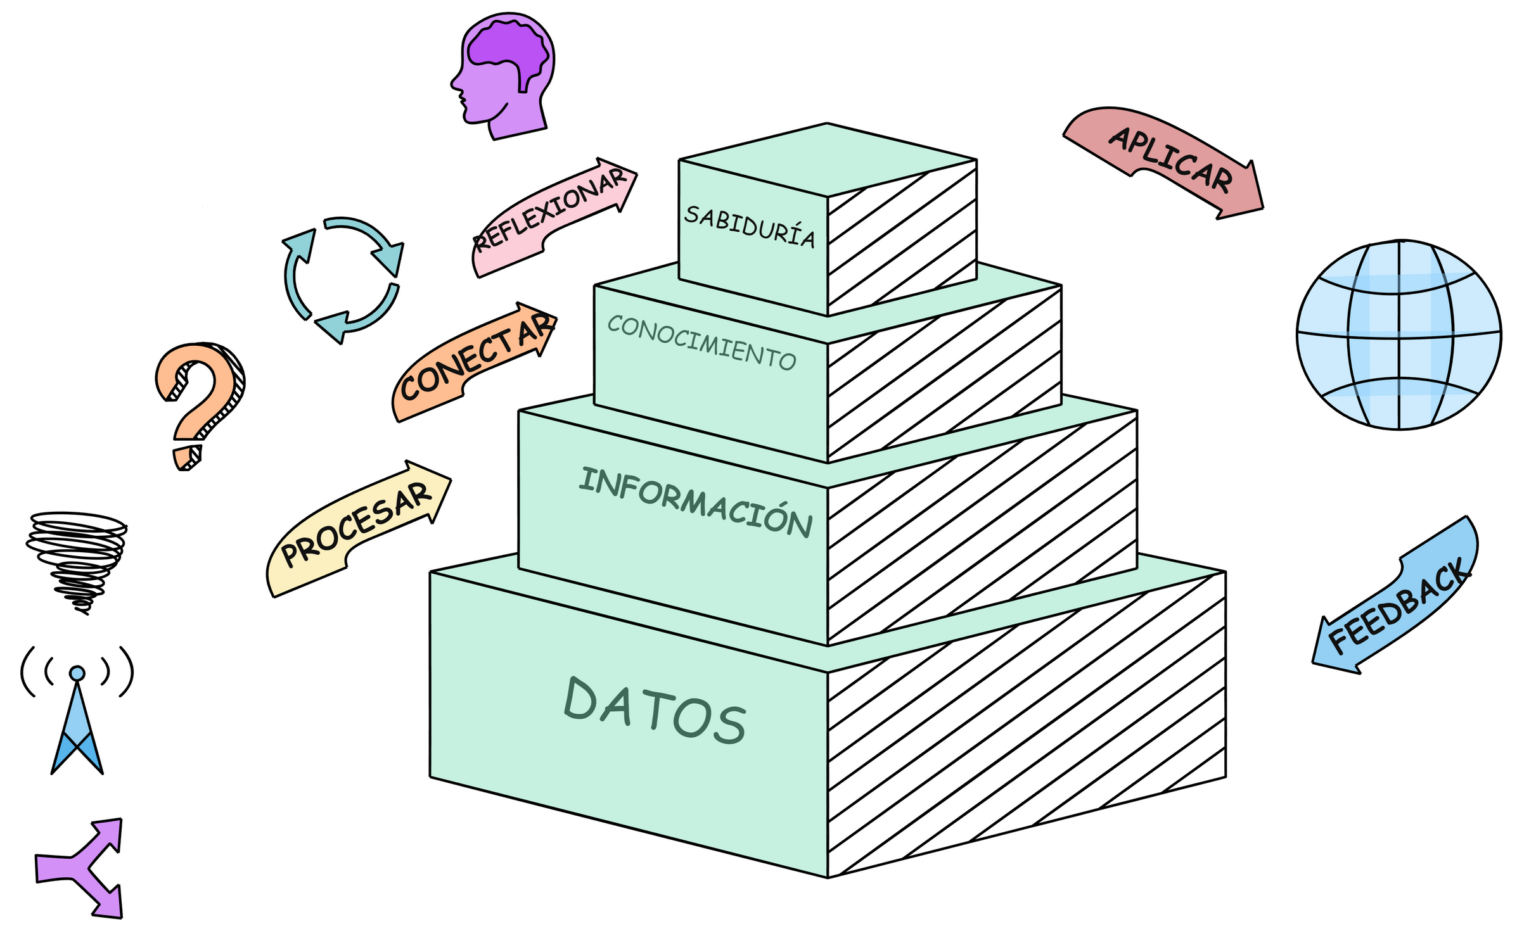 REFLEXIONAR
APLICAR
SABIDURÍA
CONECTAR
CONOCIMIENTO
PROCESAR
INFORMACIÓN
FEEDBACK
DATOS